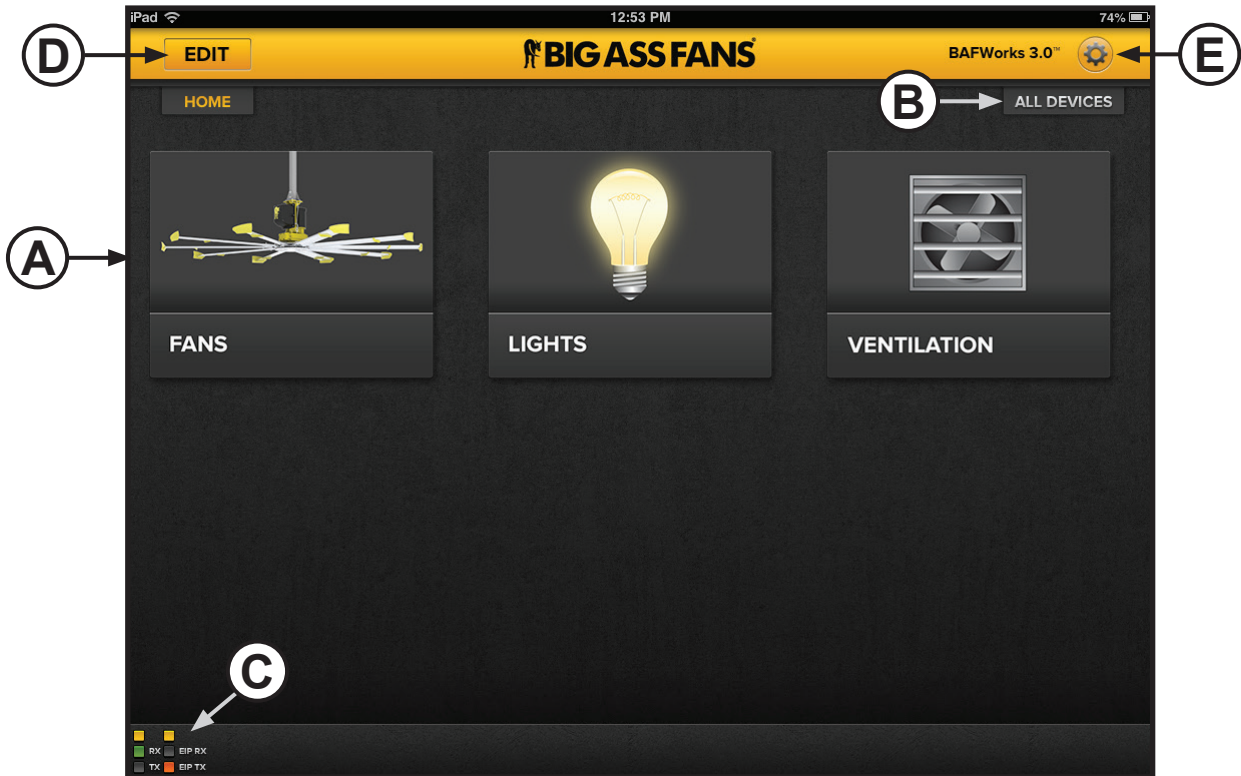 iPad 12:53 PM 74%
D EDIT BIG ASS FANS® BAFWorks 3.0™ E
HOME B ALL DEVICES
A
FANS LIGHTS VENTILATION
C
RX EIP RX
TX EIP TX